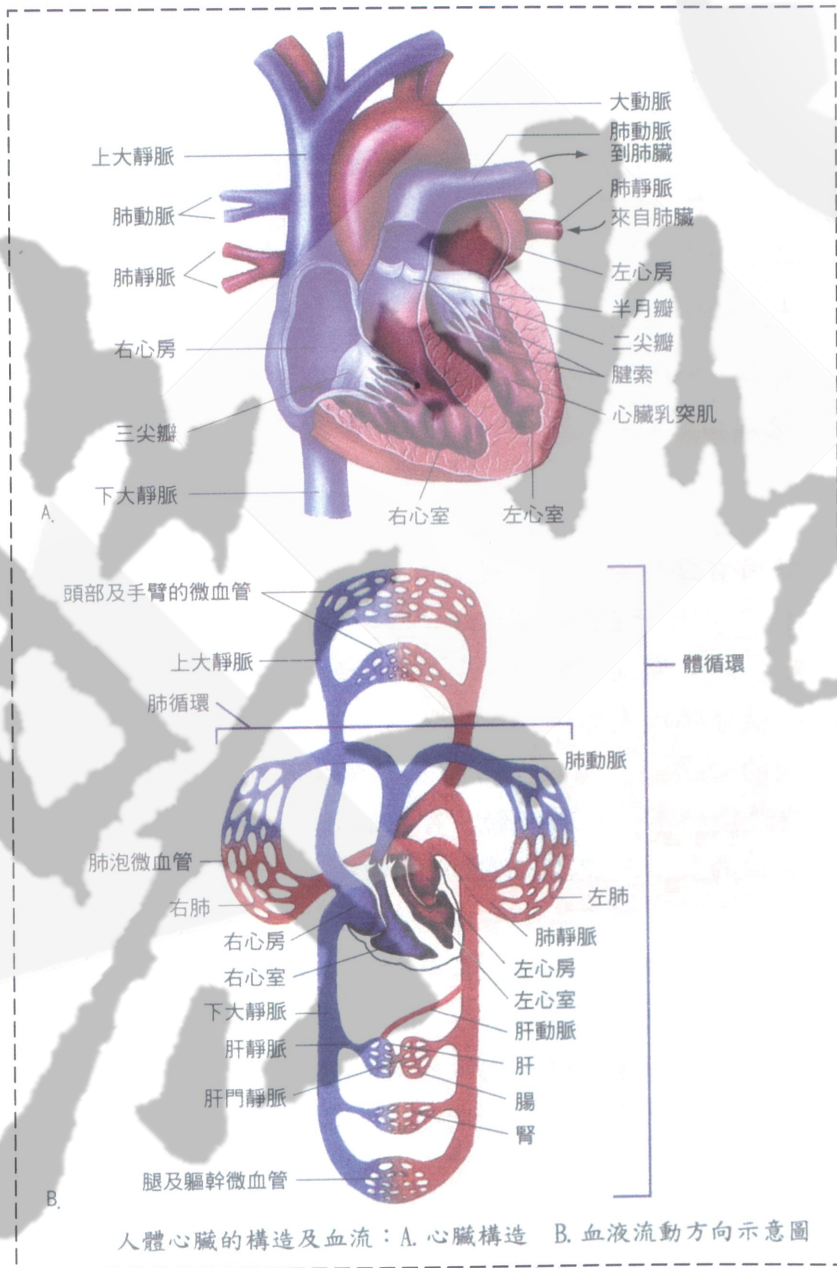 大動脈
肺動脈
到肺臟
上大靜脈
肺靜脈
肺動脈
來自肺臟
肺靜脈
左心房
半月瓣
右心房
二尖瓣
腱索
三尖瓣
心臟乳突肌
下大靜脈
A.
右心室
左心室
頭部及手臂的微血管
上大靜脈
體循環
肺循環
肺動脈
肺泡微血管
右肺
左肺
右心房
肺靜脈
右心室
左心房
左心室
下大靜脈
肝動脈
肝靜脈
肝
肝門靜脈
腸
腎
腿及軀幹微血管
B.
人體心臟的構造及血流：A. 心臟構造 B. 血液流動方向示意圖